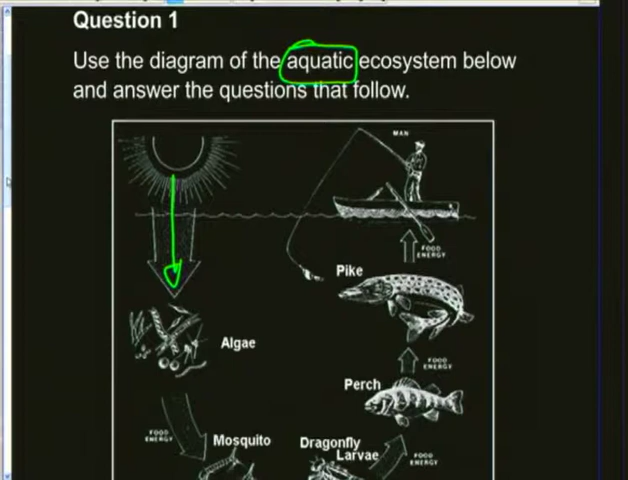 Question 1
Use the diagram of the aquatic ecosystem below
and answer the questions that follow.
MAN
FOOD
ENERGY
Pike
Algae
FOOD
ENERGY
Perch
FOOD
ENERGY
Mosquito
Dragonfly
Larvae
FOOD
ENERGY